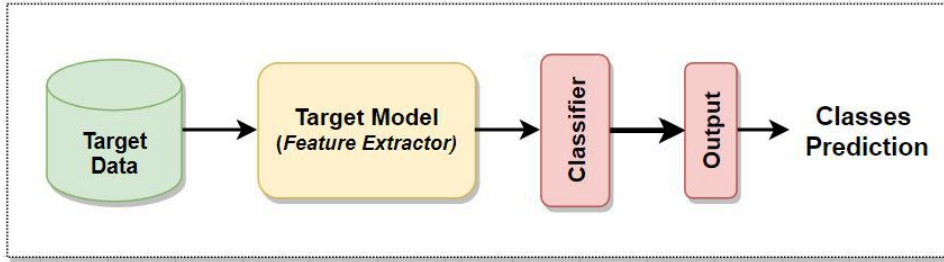 Target
Data
Target Model
(Feature Extractor)
Classifier
Output
Classes
Prediction